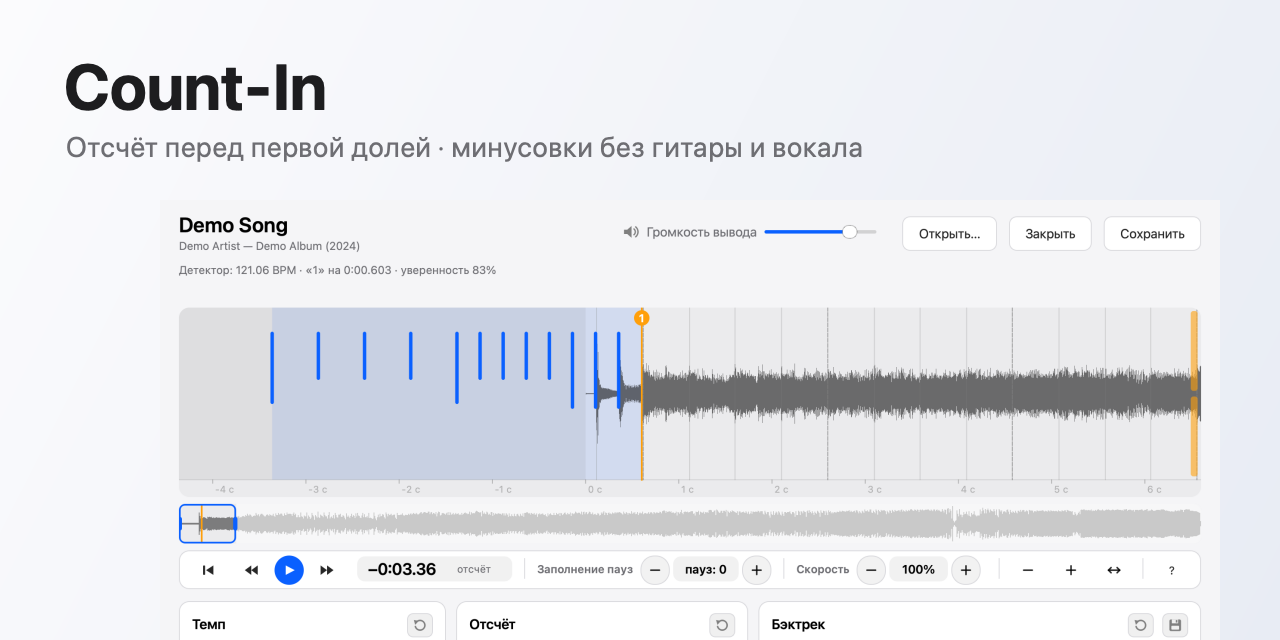 Count-In
Отсчёт перед первой долей · минусовки без гитары и вокала
Demo Song
Demo Artist — Demo Album (2024)
Громкость вывода
Открыть...
Закрыть
Сохранить
Детектор: 121.06 BPM · «1» на 0:00.603 · уверенность 83%
1
-4 с
-3 с
-2 с
-1 с
0 с
1 с
2 с
3 с
4 с
5 с
6 с
−0:03.36
отсчёт
Заполнение пауз
−
пауз: 0
+
Скорость
−
100%
+
−
+
?
Темп
Отсчёт
Бэктрек